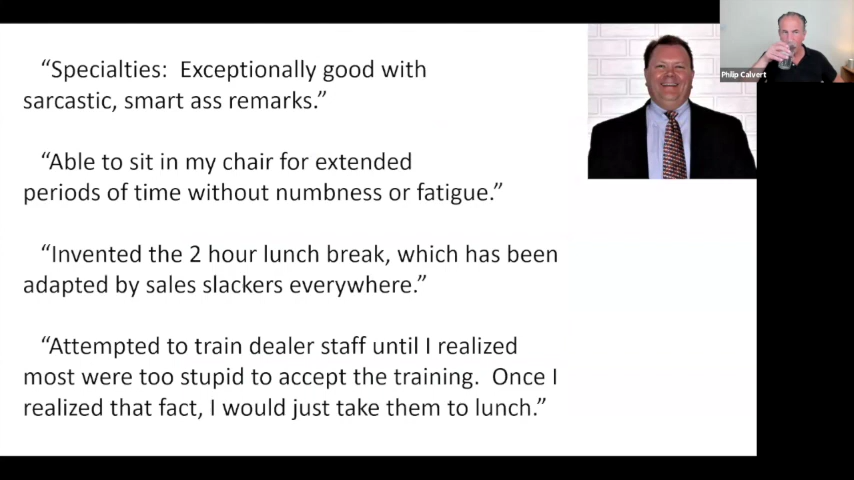 “Specialties:  Exceptionally good with
sarcastic, smart ass remarks.”
“Able to sit in my chair for extended
periods of time without numbness or fatigue.”
“Invented the 2 hour lunch break, which has been
adapted by sales slackers everywhere.”
“Attempted to train dealer staff until I realized
most were too stupid to accept the training.  Once I
realized that fact, I would just take them to lunch.”
Philip Calvert